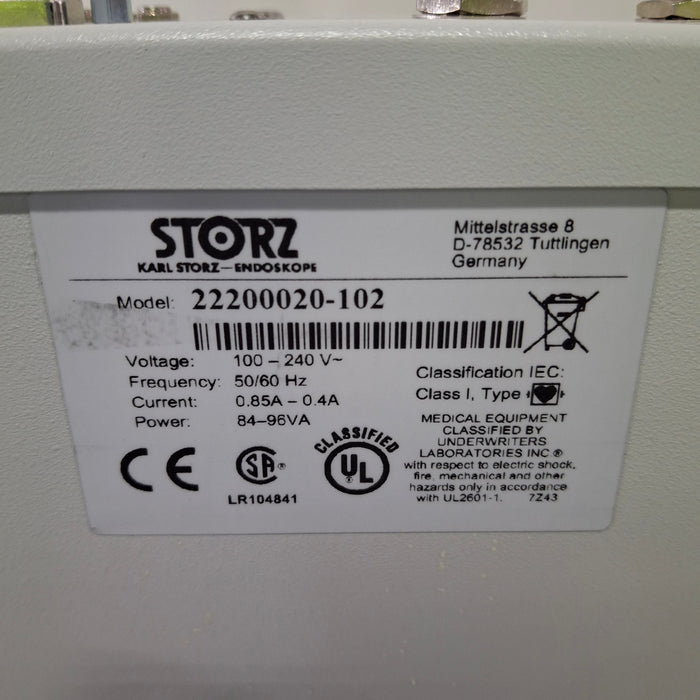 STORZ
KARL STORZ—ENDOSKOPE
Mittelstrasse 8
D-78532 Tuttlingen
Germany
Model: 22200020-102
Voltage: 100 – 240 V~
Frequency: 50/60 Hz
Current: 0.85A – 0.4A
Power: 84–96VA
Classification IEC:
Class I, Type
CE
SA ®
LR104841
CLASSIFIED
UL ®
MEDICAL EQUIPMENT
CLASSIFIED BY
UNDERWRITERS
LABORATORIES INC ®
with respect to electric shock,
fire, mechanical and other
hazards only in accordance
with UL2601-1. 7Z43